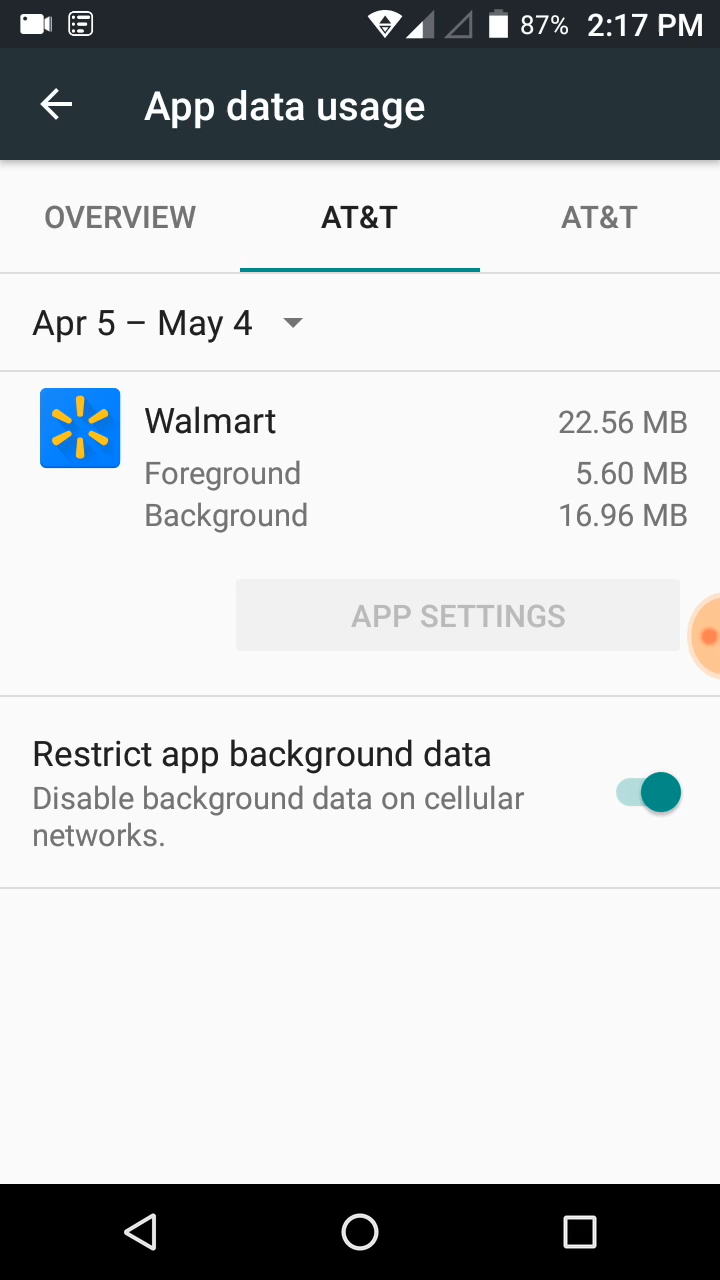 87% 2:17 PM
App data usage
OVERVIEW AT&T AT&T
Apr 5 – May 4
Walmart 22.56 MB
Foreground 5.60 MB
Background 16.96 MB
APP SETTINGS
Restrict app background data
Disable background data on cellular
networks.